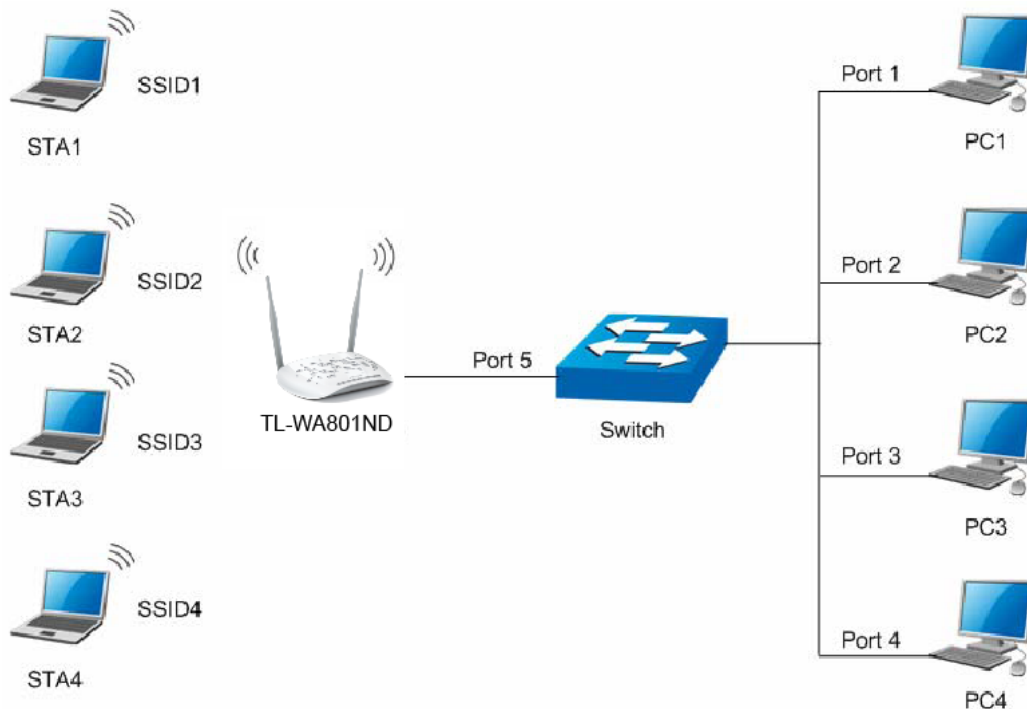 SSID1
STA1
SSID2
STA2
SSID3
STA3
SSID4
STA4
TL-WA801ND
Port 5
Switch
Port 1
PC1
Port 2
PC2
Port 3
PC3
Port 4
PC4